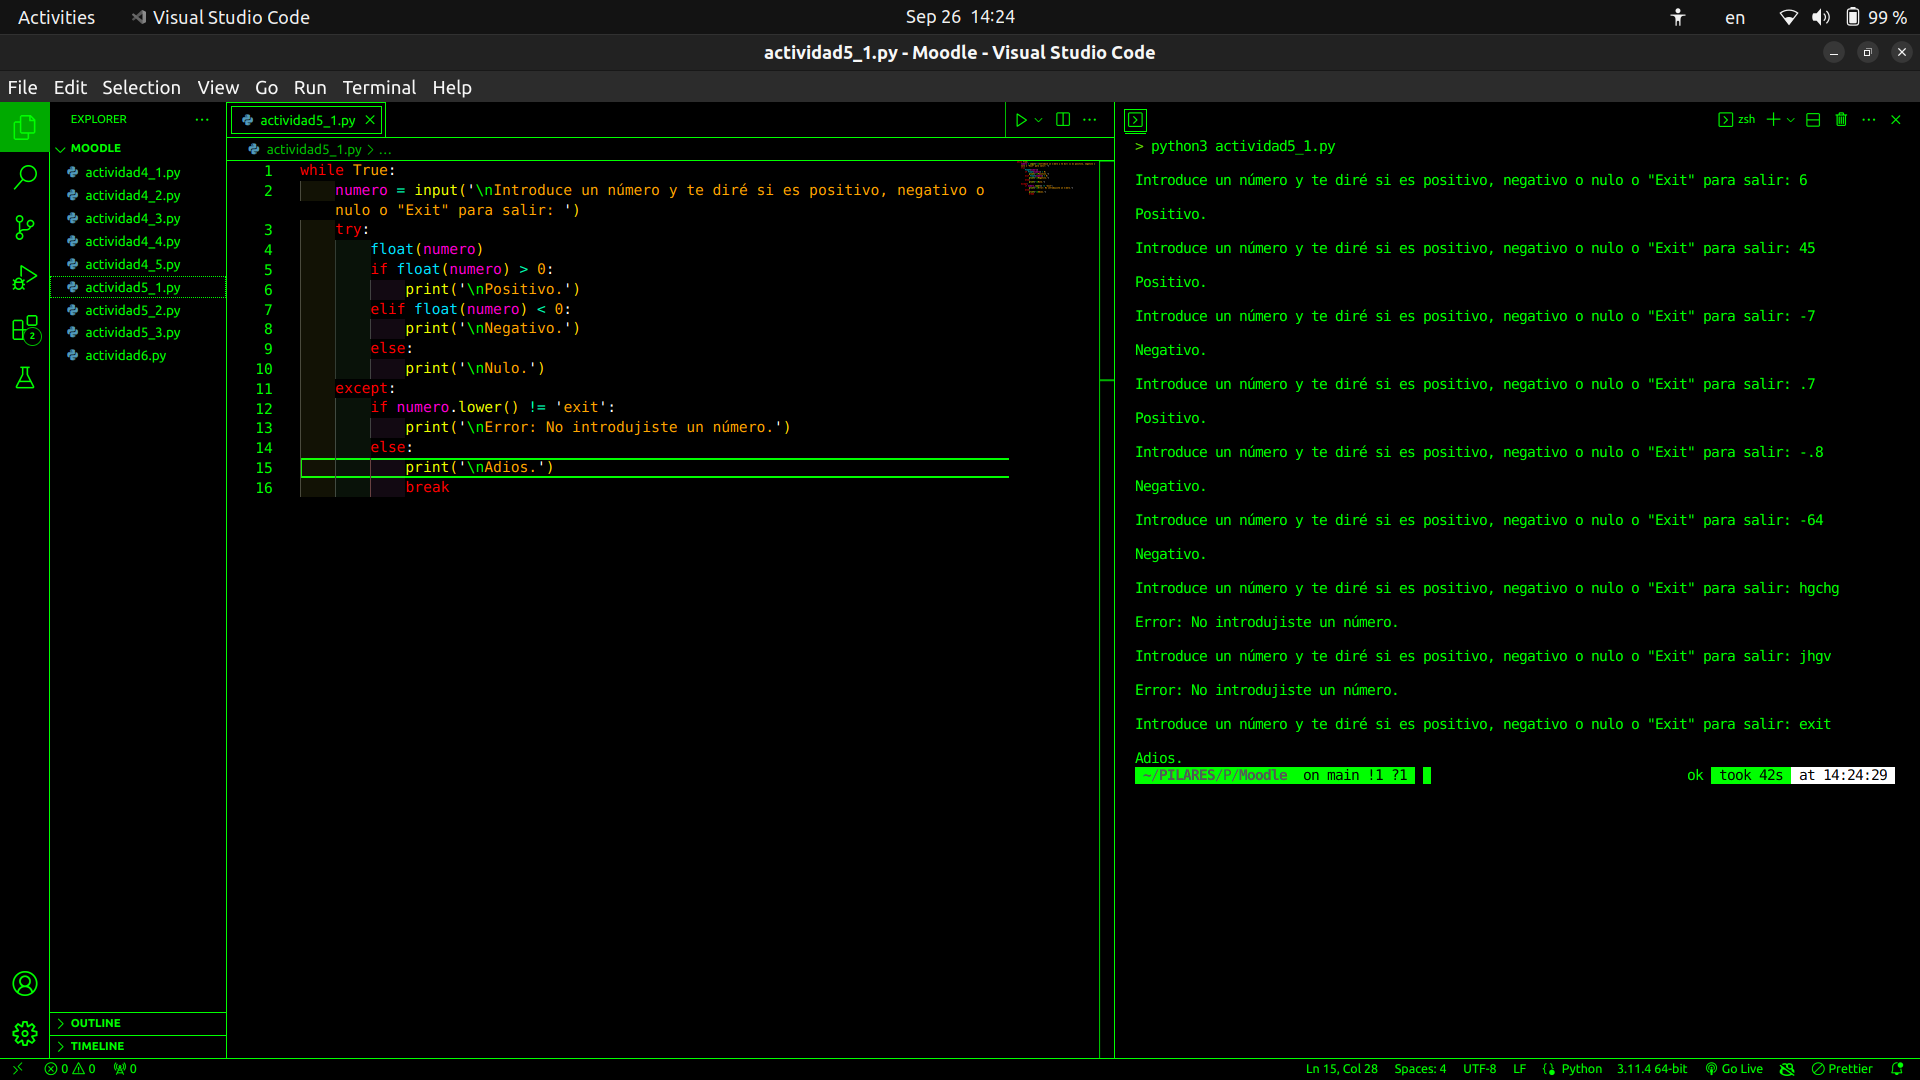 Activities
Visual Studio Code
Sep 26 14:24
en
99 %
actividad5_1.py - Moodle - Visual Studio Code
File Edit Selection View Go Run Terminal Help
EXPLORER
MOODLE
actividad4_1.py
actividad4_2.py
actividad4_3.py
actividad4_4.py
actividad4_5.py
actividad5_1.py
actividad5_2.py
actividad5_3.py
actividad6.py
2
OUTLINE
TIMELINE
actividad5_1.py
actividad5_1.py > ...
1 while True:
2 numero = input('\nIntroduce un número y te diré si es positivo, negativo o
nulo o "Exit" para salir: ')
3 try:
4 float(numero)
5 if float(numero) > 0:
6 print('\nPositivo.')
7 elif float(numero) < 0:
8 print('\nNegativo.')
9 else:
10 print('\nNulo.')
11 except:
12 if numero.lower() != 'exit':
13 print('\nError: No introdujiste un número.')
14 else:
15 print('\nAdios.')
16 break
zsh
> python3 actividad5_1.py
Introduce un número y te diré si es positivo, negativo o nulo o "Exit" para salir: 6
Positivo.
Introduce un número y te diré si es positivo, negativo o nulo o "Exit" para salir: 45
Positivo.
Introduce un número y te diré si es positivo, negativo o nulo o "Exit" para salir: -7
Negativo.
Introduce un número y te diré si es positivo, negativo o nulo o "Exit" para salir: .7
Positivo.
Introduce un número y te diré si es positivo, negativo o nulo o "Exit" para salir: -.8
Negativo.
Introduce un número y te diré si es positivo, negativo o nulo o "Exit" para salir: -64
Negativo.
Introduce un número y te diré si es positivo, negativo o nulo o "Exit" para salir: hgchg
Error: No introdujiste un número.
Introduce un número y te diré si es positivo, negativo o nulo o "Exit" para salir: jhgv
Error: No introdujiste un número.
Introduce un número y te diré si es positivo, negativo o nulo o "Exit" para salir: exit
Adios.
~/PILARES/P/Moodle on main !1 ?1 ok took 42s at 14:24:29
0 0 0
Ln 15, Col 28 Spaces: 4 UTF-8 LF Python 3.11.4 64-bit Go Live Prettier